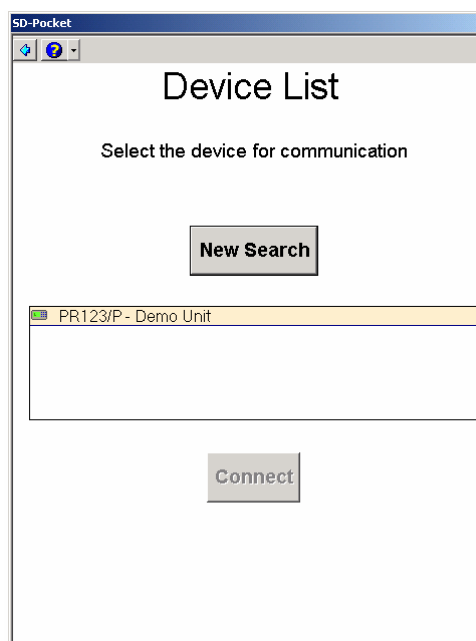 SD-Pocket
Device List
Select the device for communication
New Search
PR123/P - Demo Unit
Connect